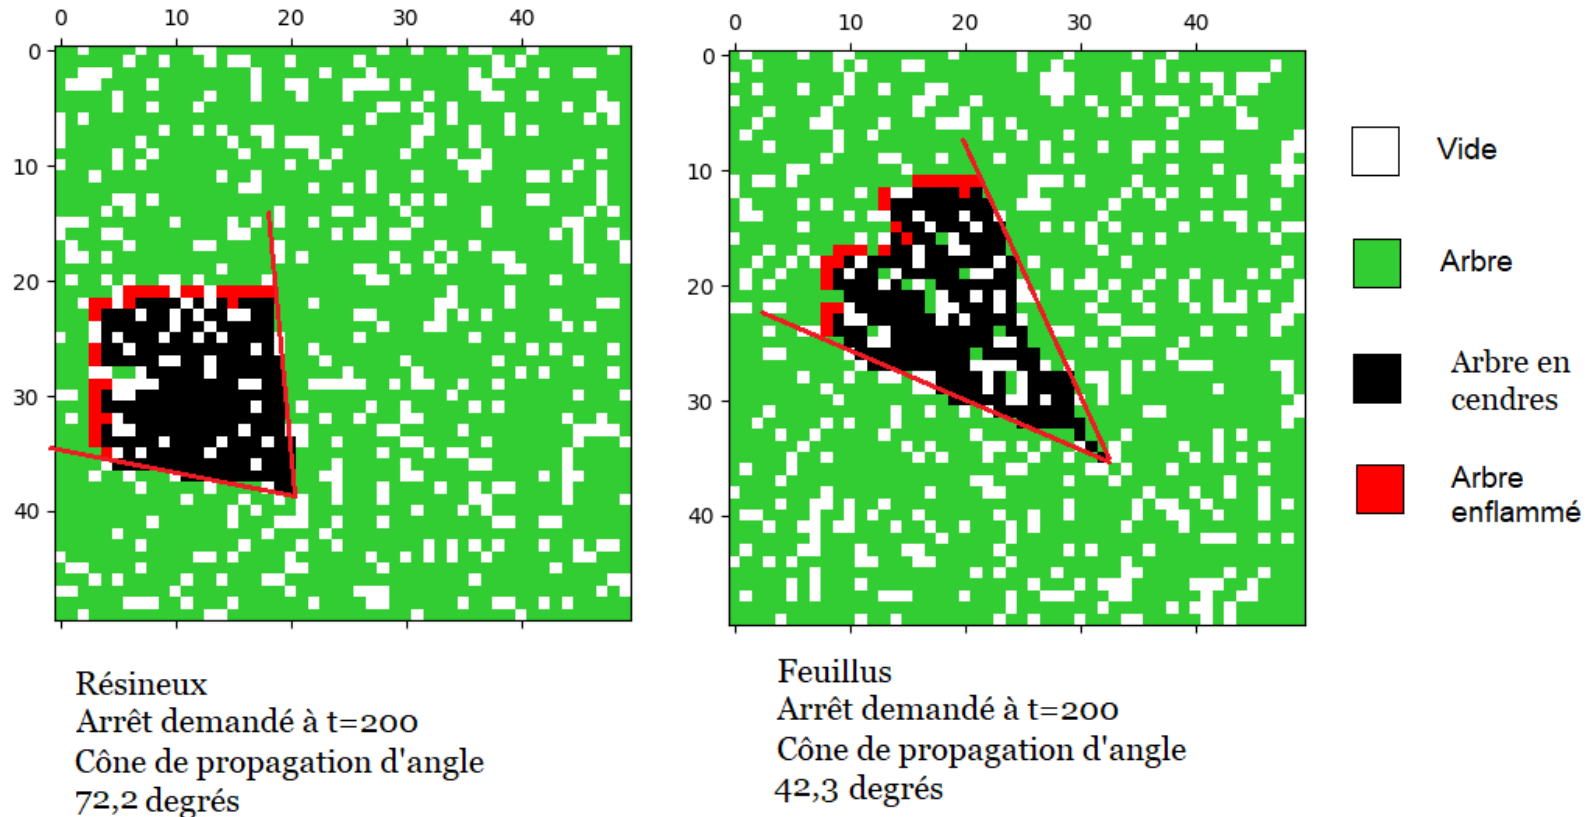 0 10 20 30 40
0
10
20
30
40
0 10 20 30 40
0
10
20
30
40
Vide
Arbre
Arbre en
cendres
Arbre
enflammé
Résineux
Arrêt demandé à t=200
Cône de propagation d'angle
72,2 degrés
Feuillus
Arrêt demandé à t=200
Cône de propagation d'angle
42,3 degrés